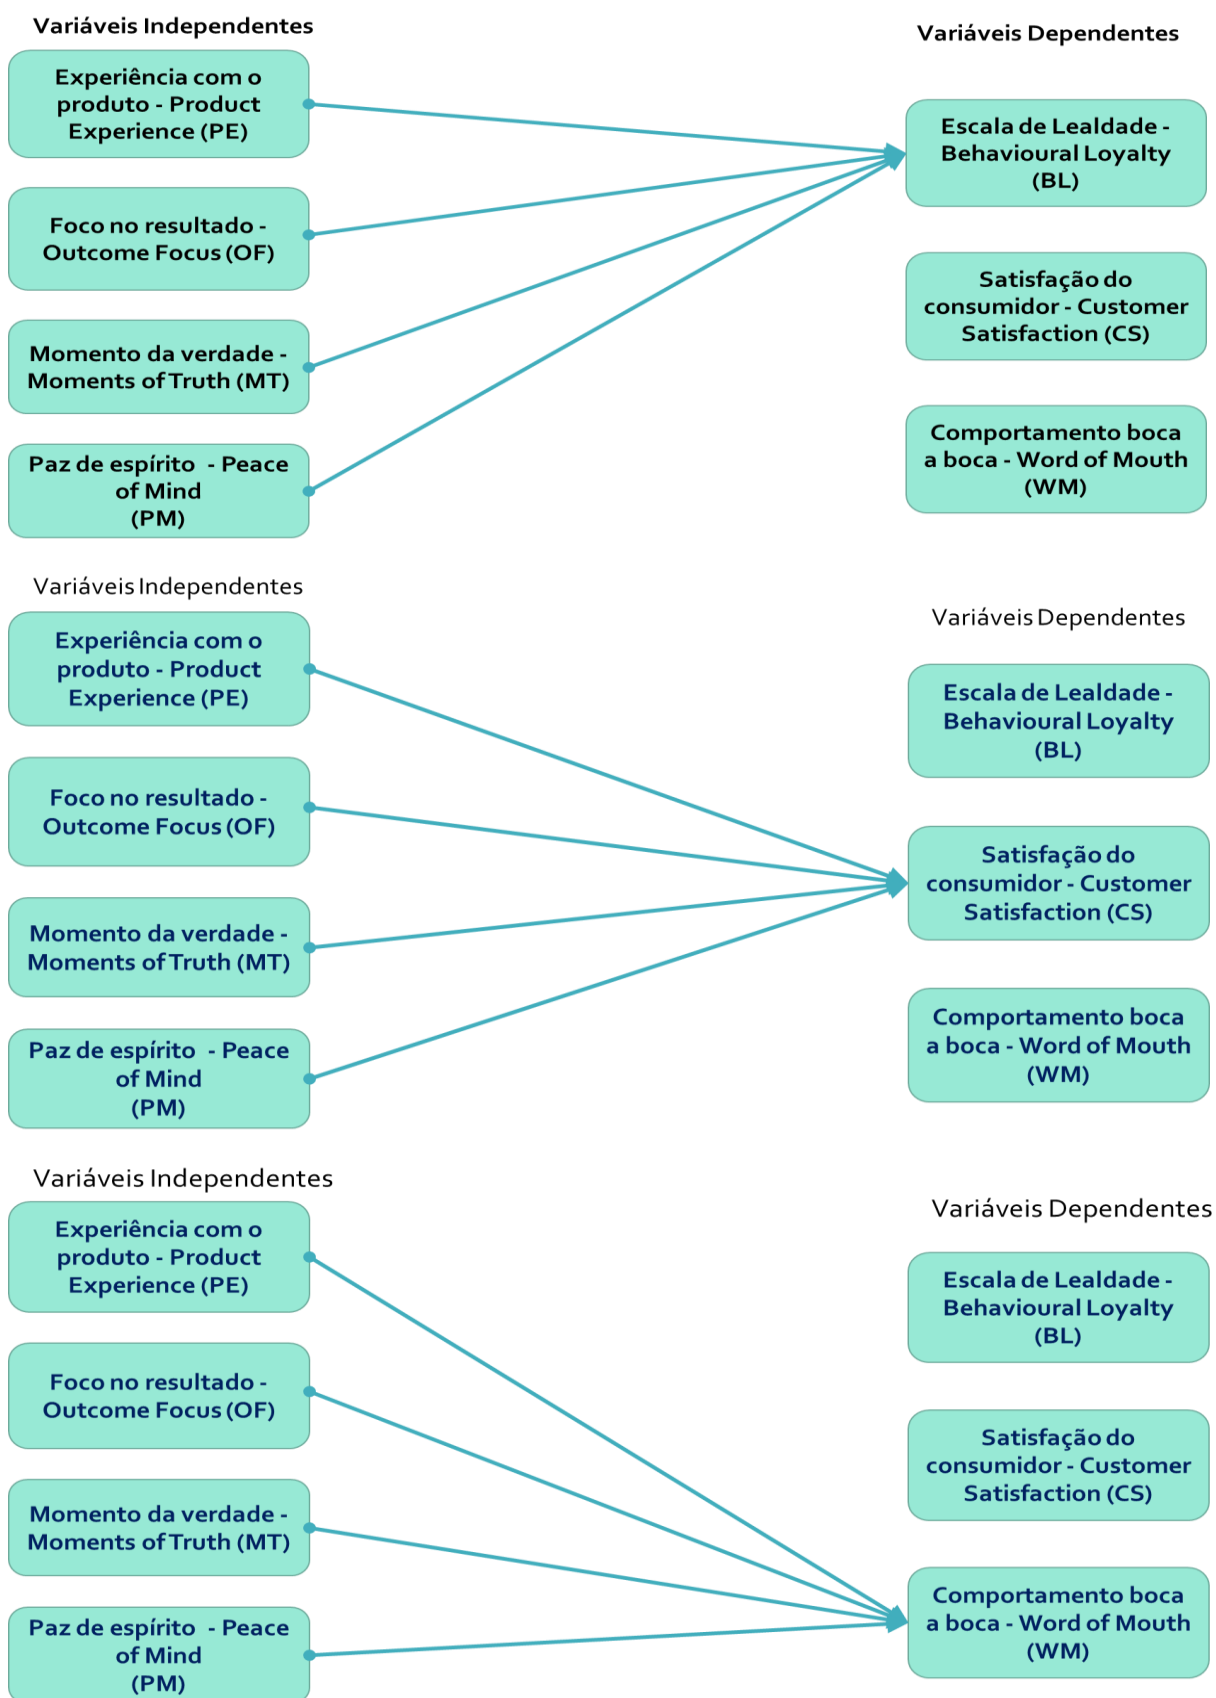 Variáveis Independentes
Experiência com o
produto - Product
Experience (PE)
Foco no resultado -
Outcome Focus (OF)
Momento da verdade -
Moments of Truth (MT)
Paz de espírito - Peace
of Mind
(PM)
Variáveis Dependentes
Escala de Lealdade -
Behavioural Loyalty
(BL)
Satisfação do
consumidor - Customer
Satisfaction (CS)
Comportamento boca
a boca - Word of Mouth
(WM)
Variáveis Independentes
Experiência com o
produto - Product
Experience (PE)
Foco no resultado -
Outcome Focus (OF)
Momento da verdade -
Moments of Truth (MT)
Paz de espírito - Peace
of Mind
(PM)
Variáveis Dependentes
Escala de Lealdade -
Behavioural Loyalty
(BL)
Satisfação do
consumidor - Customer
Satisfaction (CS)
Comportamento boca
a boca - Word of Mouth
(WM)
Variáveis Independentes
Experiência com o
produto - Product
Experience (PE)
Foco no resultado -
Outcome Focus (OF)
Momento da verdade -
Moments of Truth (MT)
Paz de espírito - Peace
of Mind
(PM)
Variáveis Dependentes
Escala de Lealdade -
Behavioural Loyalty
(BL)
Satisfação do
consumidor - Customer
Satisfaction (CS)
Comportamento boca
a boca - Word of Mouth
(WM)